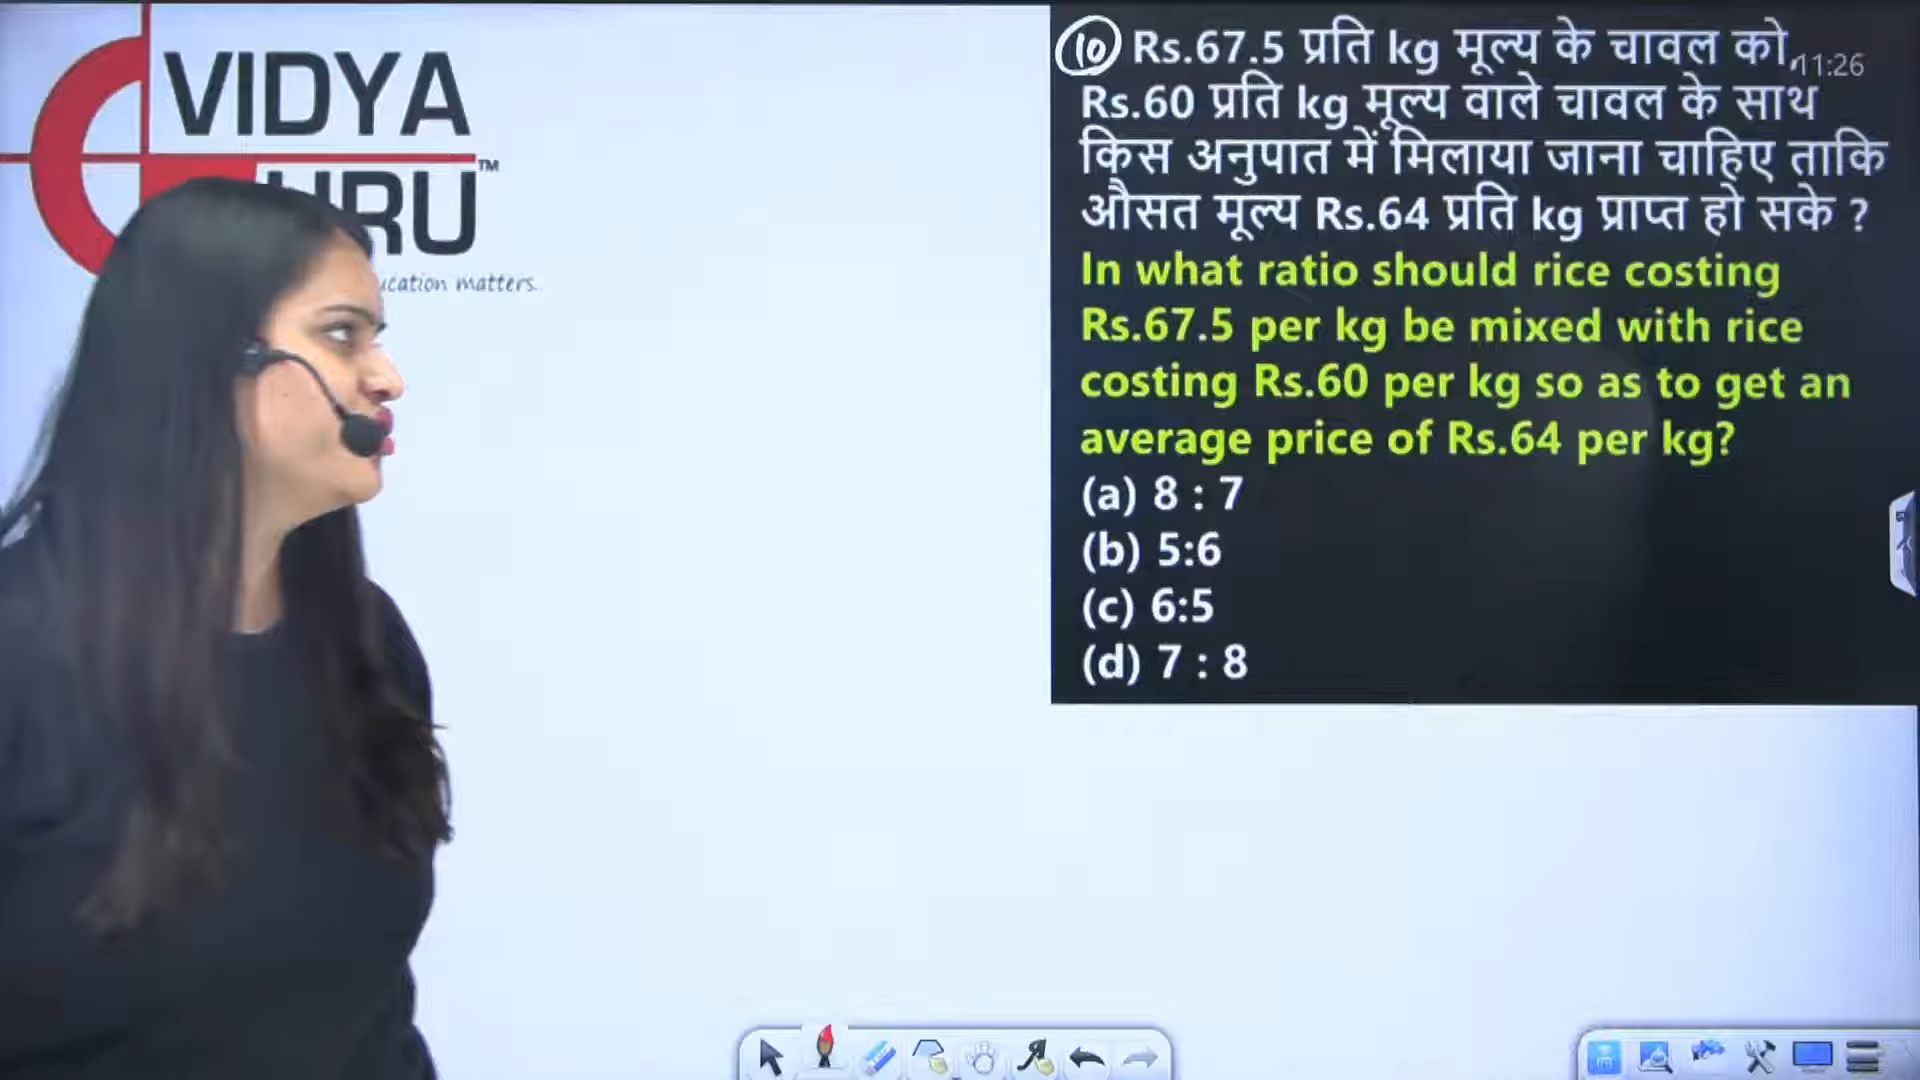 VIDYA
GURU™
ucation matters..
10 Rs.67.5 प्रति kg मूल्य के चावल को,
11:26
Rs.60 प्रति kg मूल्य वाले चावल के साथ
किस अनुपात में मिलाया जाना चाहिए ताकि
औसत मूल्य Rs.64 प्रति kg प्राप्त हो सके ?
In what ratio should rice costing
Rs.67.5 per kg be mixed with rice
costing Rs.60 per kg so as to get an
average price of Rs.64 per kg?
(a) 8 : 7
(b) 5:6
(c) 6:5
(d) 7 : 8